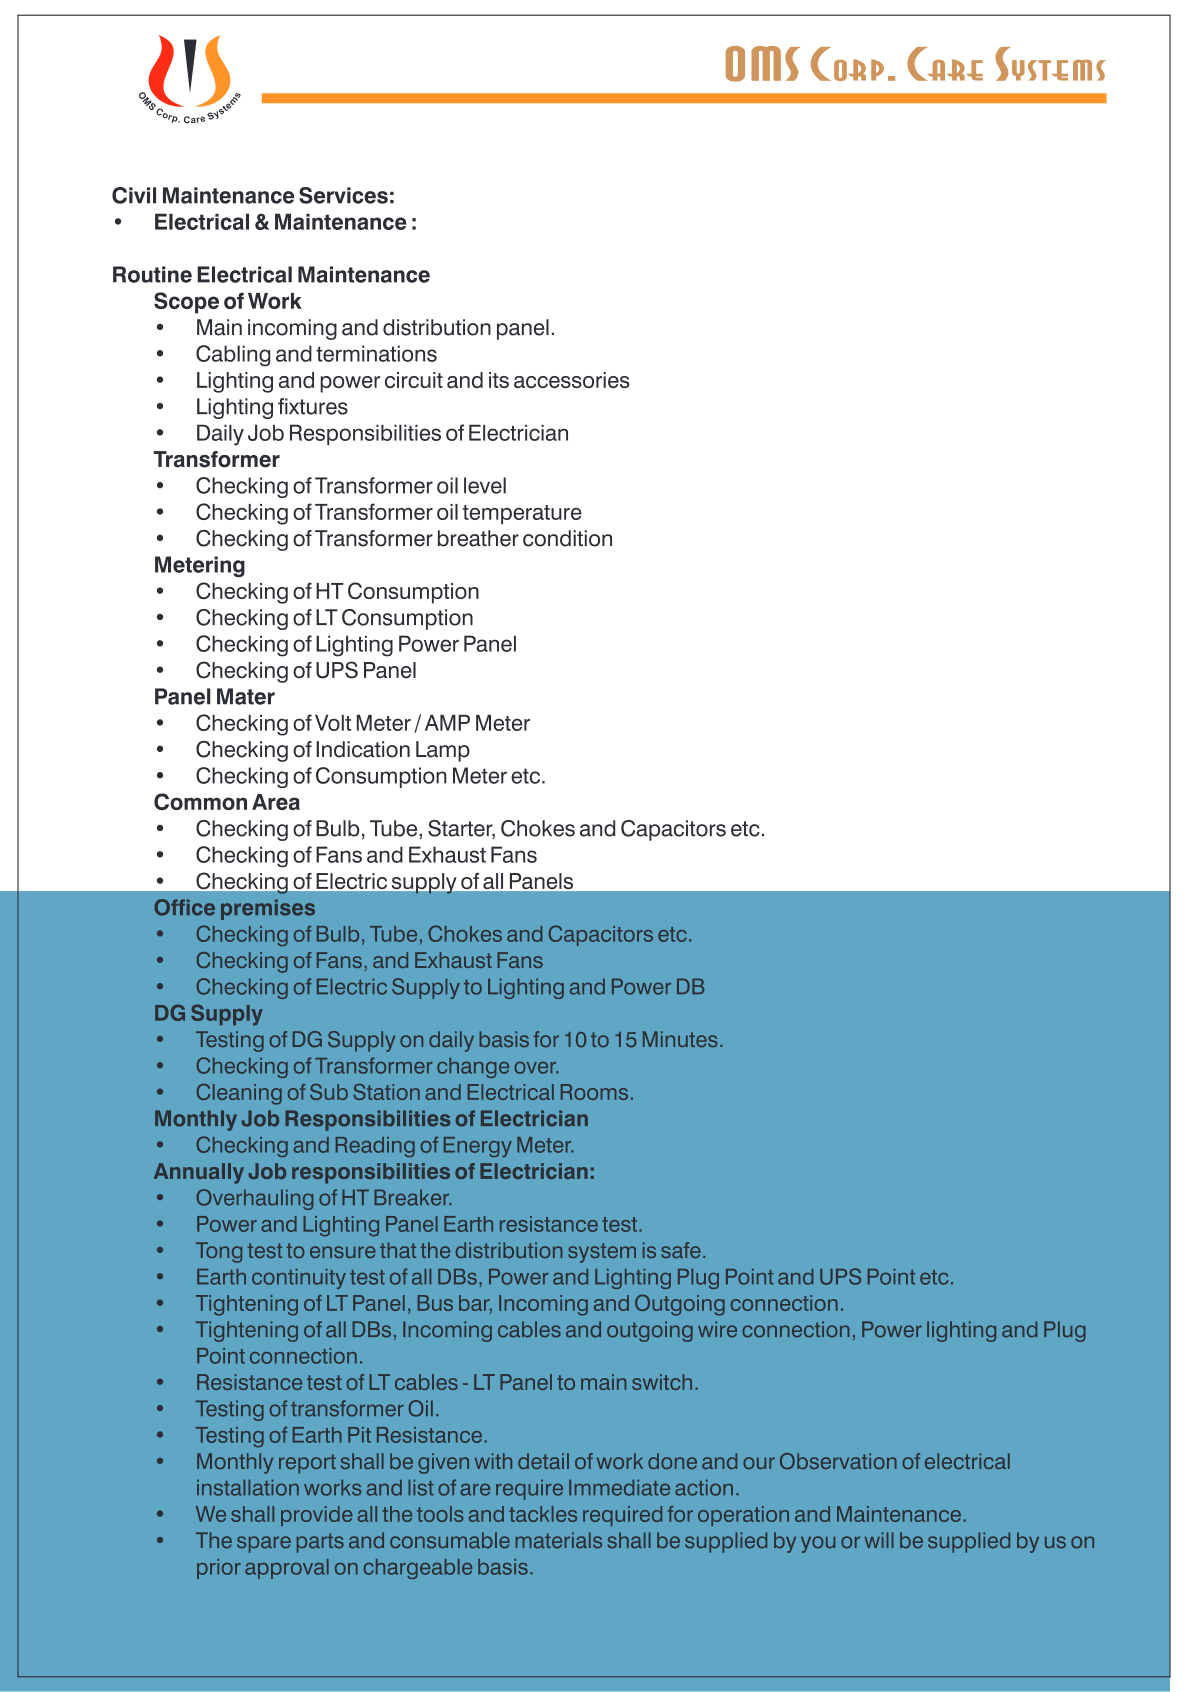 OMS Corp. Care Systems
OMS Corp. Care Systems
Civil Maintenance Services:
• Electrical & Maintenance :
Routine Electrical Maintenance
Scope of Work
• Main incoming and distribution panel.
• Cabling and terminations
• Lighting and power circuit and its accessories
• Lighting fixtures
• Daily Job Responsibilities of Electrician
Transformer
• Checking of Transformer oil level
• Checking of Transformer oil temperature
• Checking of Transformer breather condition
Metering
• Checking of HT Consumption
• Checking of LT Consumption
• Checking of Lighting Power Panel
• Checking of UPS Panel
Panel Mater
• Checking of Volt Meter / AMP Meter
• Checking of Indication Lamp
• Checking of Consumption Meter etc.
Common Area
• Checking of Bulb, Tube, Starter, Chokes and Capacitors etc.
• Checking of Fans and Exhaust Fans
• Checking of Electric supply of all Panels
Office premises
• Checking of Bulb, Tube, Chokes and Capacitors etc.
• Checking of Fans, and Exhaust Fans
• Checking of Electric Supply to Lighting and Power DB
DG Supply
• Testing of DG Supply on daily basis for 10 to 15 Minutes.
• Checking of Transformer change over.
• Cleaning of Sub Station and Electrical Rooms.
Monthly Job Responsibilities of Electrician
• Checking and Reading of Energy Meter.
Annually Job responsibilities of Electrician:
• Overhauling of HT Breaker.
• Power and Lighting Panel Earth resistance test.
• Tong test to ensure that the distribution system is safe.
• Earth continuity test of all DBs, Power and Lighting Plug Point and UPS Point etc.
• Tightening of LT Panel, Bus bar, Incoming and Outgoing connection.
• Tightening of all DBs, Incoming cables and outgoing wire connection, Power lighting and Plug
Point connection.
• Resistance test of LT cables - LT Panel to main switch.
• Testing of transformer Oil.
• Testing of Earth Pit Resistance.
• Monthly report shall be given with detail of work done and our Observation of electrical
installation works and list of are require Immediate action.
• We shall provide all the tools and tackles required for operation and Maintenance.
• The spare parts and consumable materials shall be supplied by you or will be supplied by us on
prior approval on chargeable basis.